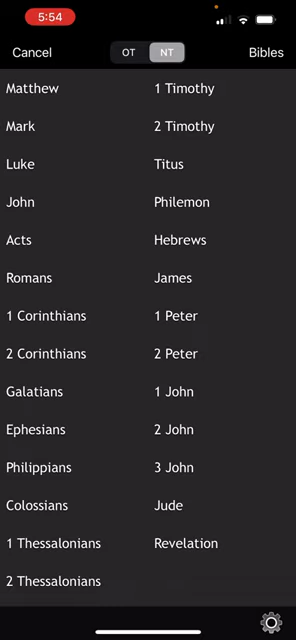 5:54
Cancel
OT
NT
Bibles
Matthew
Mark
Luke
John
Acts
Romans
1 Corinthians
2 Corinthians
Galatians
Ephesians
Philippians
Colossians
1 Thessalonians
2 Thessalonians
1 Timothy
2 Timothy
Titus
Philemon
Hebrews
James
1 Peter
2 Peter
1 John
2 John
3 John
Jude
Revelation